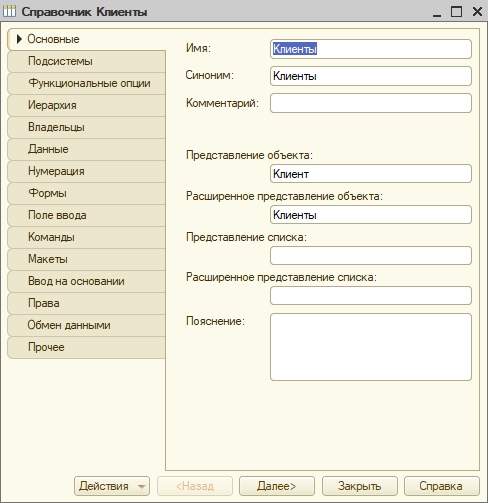 Справочник Клиенты
Основные
Подсистемы
Функциональные опции
Иерархия
Владельцы
Данные
Нумерация
Формы
Поле ввода
Команды
Макеты
Ввод на основании
Права
Обмен данными
Прочее
Имя: Клиенты
Синоним: Клиенты
Комментарий:
Представление объекта:
Клиент
Расширенное представление объекта:
Клиенты
Представление списка:
Расширенное представление списка:
Пояснение:
Действия <Назад Далее> Закрыть Справка